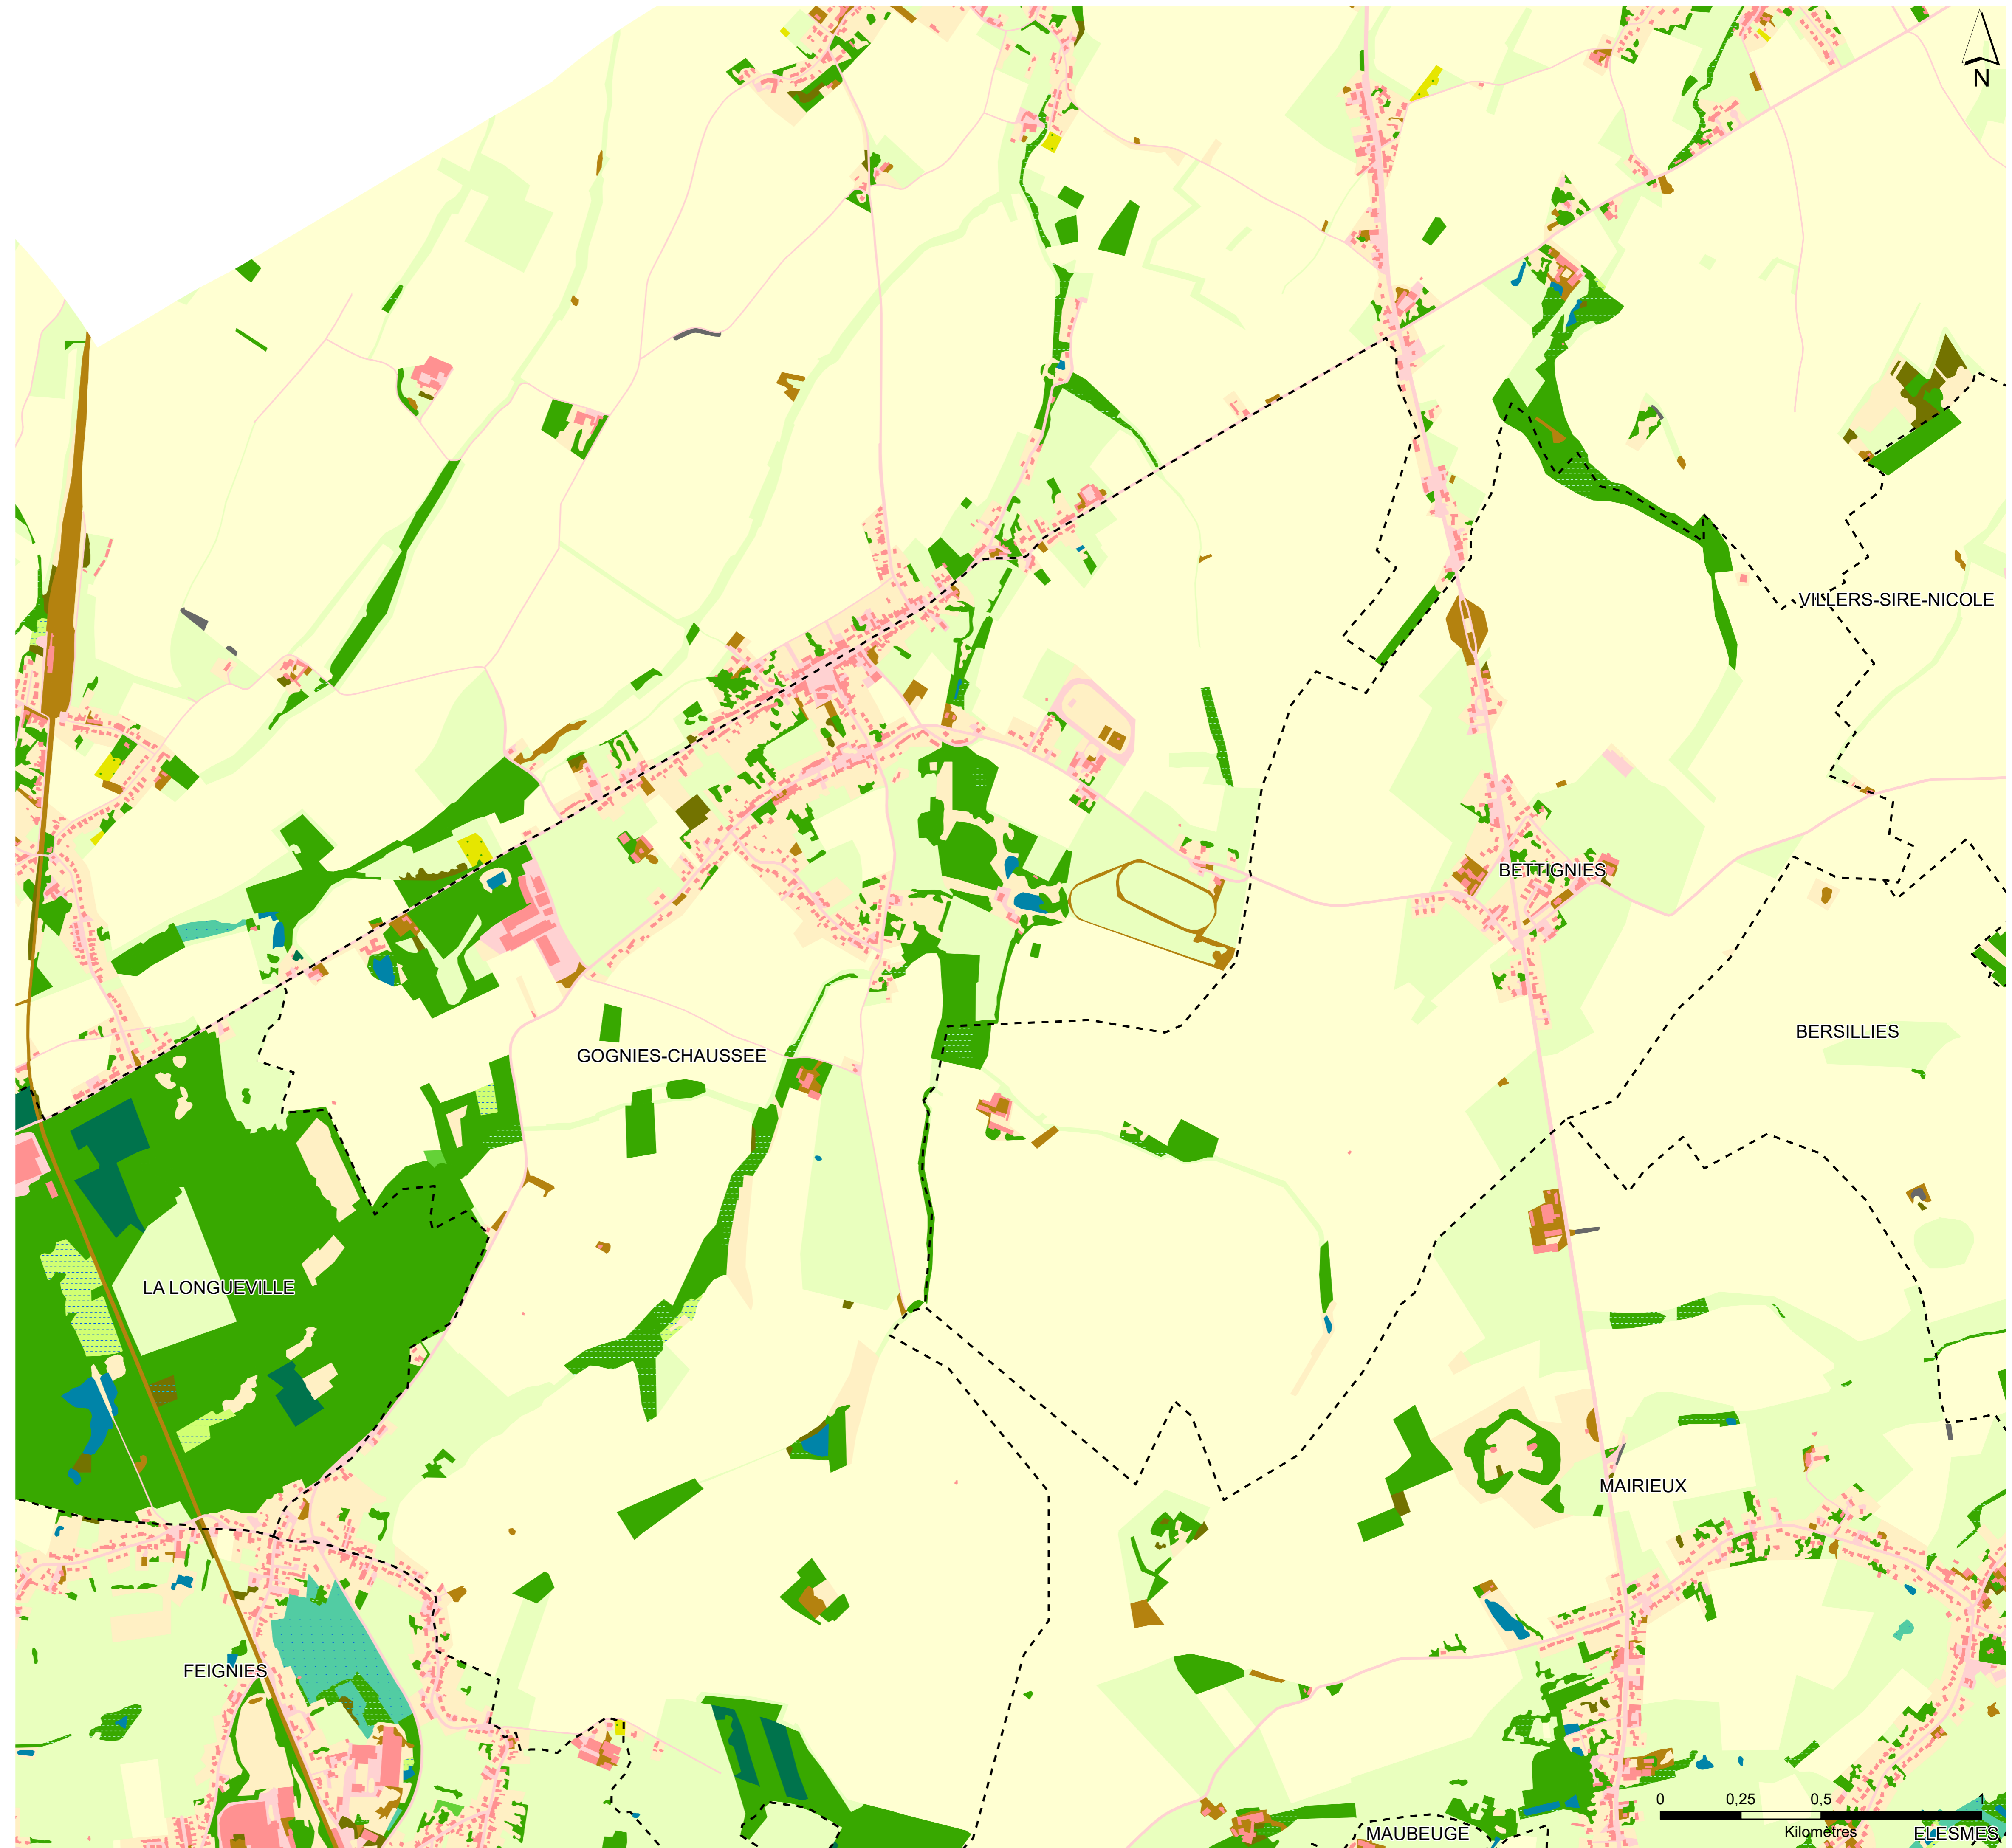 N
VILLERS-SIRE-NICOLE
BETTIGNIES
BERSILLIES
GOGNIES-CHAUSSEE
LA LONGUEVILLE
MAIRIEUX
FEIGNIES
0 0,25 0,5 1
Kilometres
MAUBEUGE
ELESMES